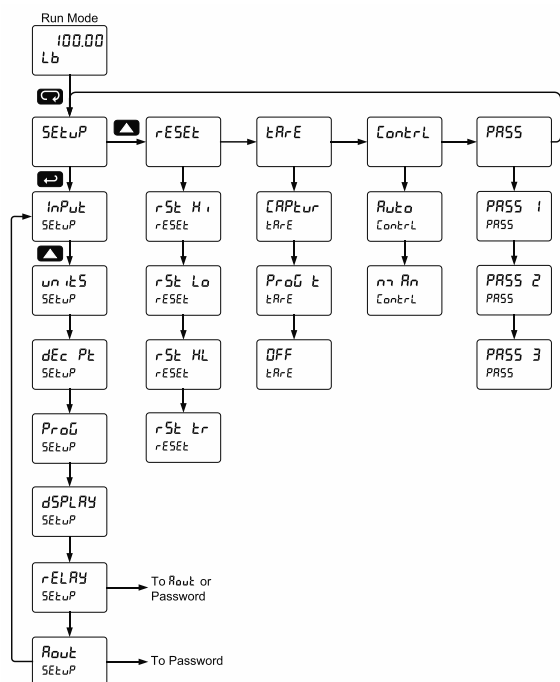 Run Mode
100.00
Lb
SEtuP
rESEt
tArE
ContrL
PASS
InPut
SEtuP
rSt Hi
rESEt
CAPtur
tArE
Auto
ContrL
PASS 1
PASS
unitS
SEtuP
rSt Lo
rESEt
ProG t
tArE
mAn
ContrL
PASS 2
PASS
dEc Pt
SEtuP
rSt HL
rESEt
OFF
tArE
PASS 3
PASS
ProG
SEtuP
rSt tr
rESEt
dSPLAY
SEtuP
rELAY
SEtuP
To Aout or
Password
Aout
SEtuP
To Password